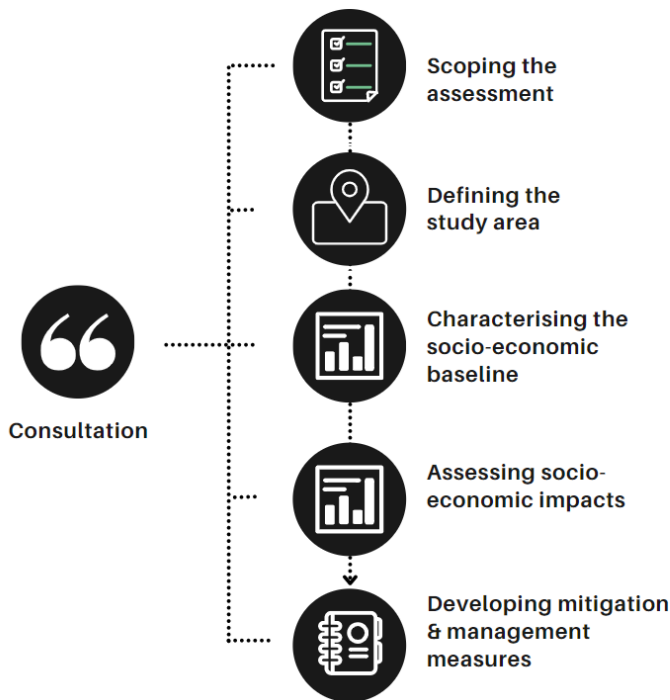 Scoping the
assessment
Defining the
study area
Characterising the
socio-economic
baseline
Consultation
Assessing socio-
economic impacts
Developing mitigation
& management
measures